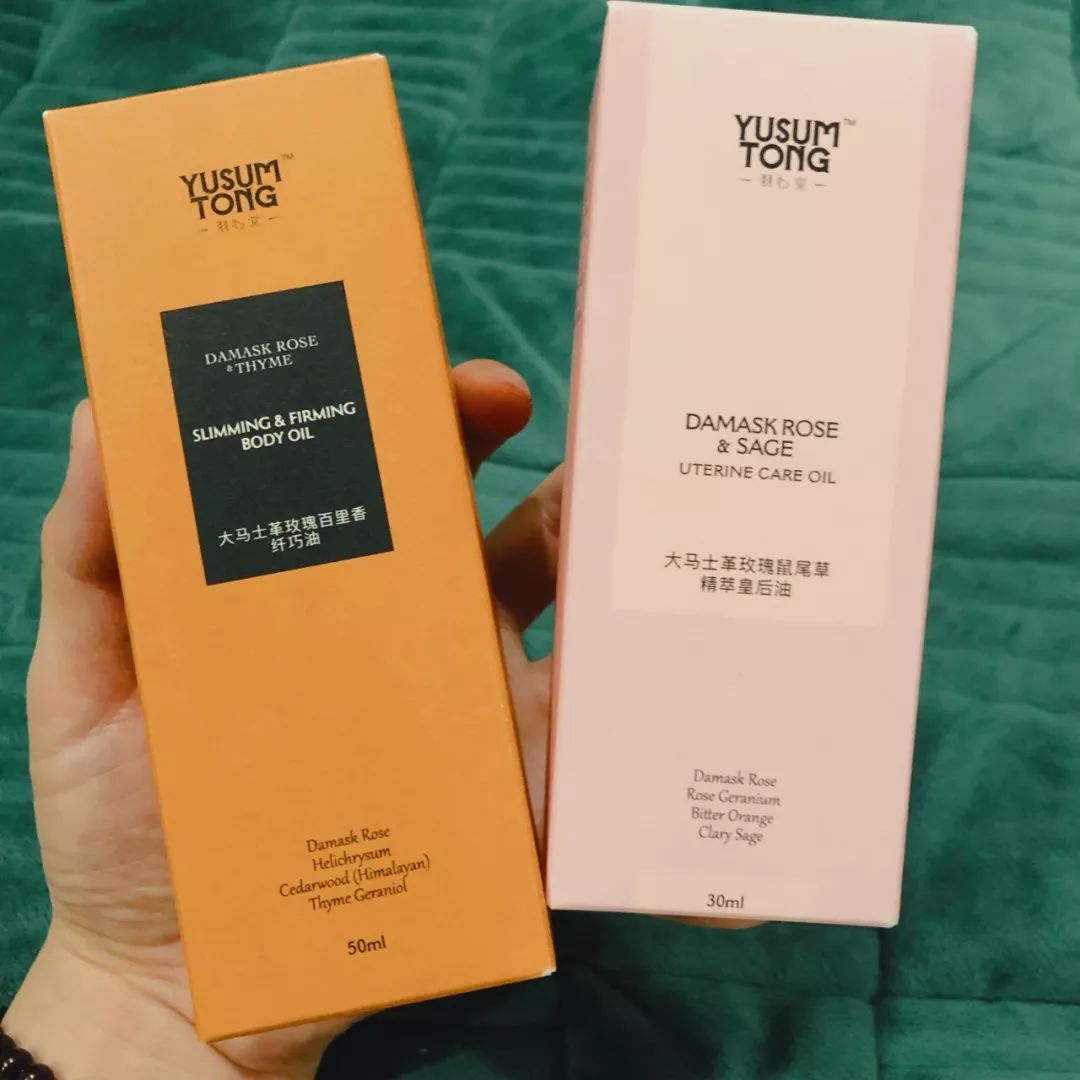 YUSUM™
TONG
羽心堂
DAMASK ROSE
& THYME
SLIMMING & FIRMING
BODY OIL
大马士革玫瑰百里香
纤巧油
Damask Rose
Helichrysum
Cedarwood (Himalayan)
Thyme Geraniol
50ml
YUSUM™
TONG
羽心堂
DAMASK ROSE
& SAGE
UTERINE CARE OIL
大马士革玫瑰鼠尾草
精萃皇后油
Damask Rose
Rose Geranium
Bitter Orange
Clary Sage
30ml